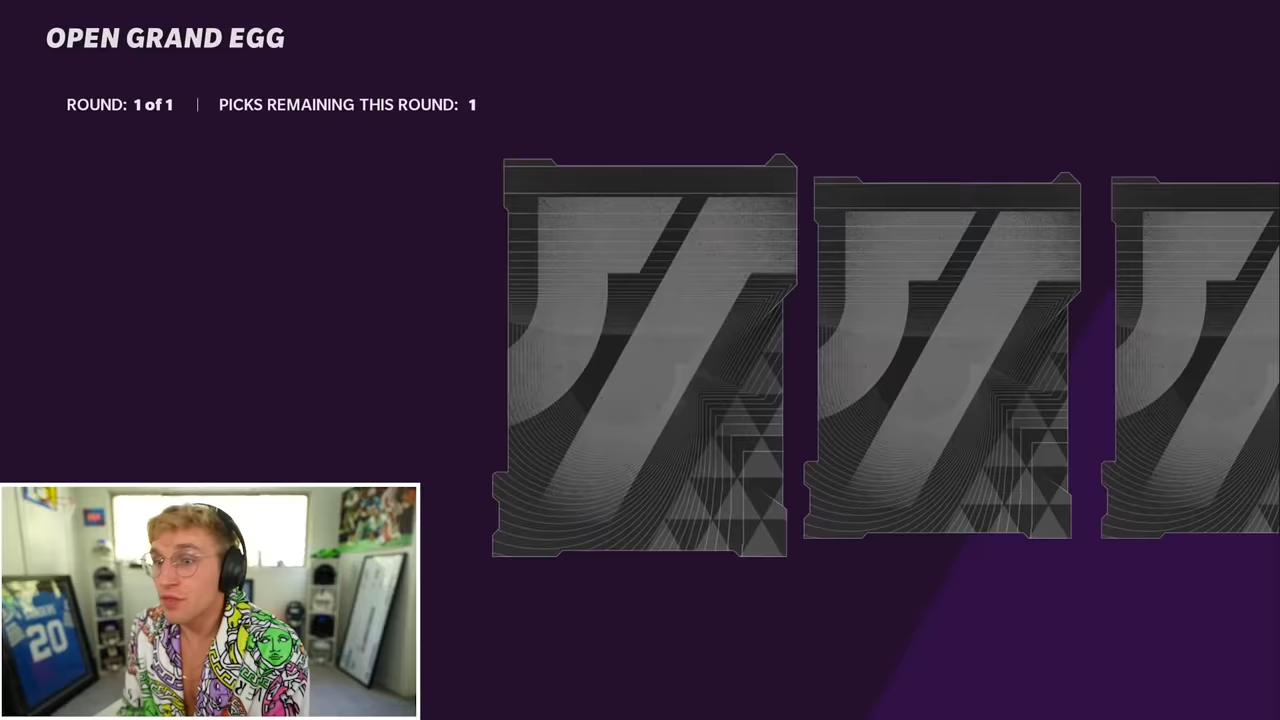 OPEN GRAND EGG
ROUND: 1 of 1 | PICKS REMAINING THIS ROUND: 1
20